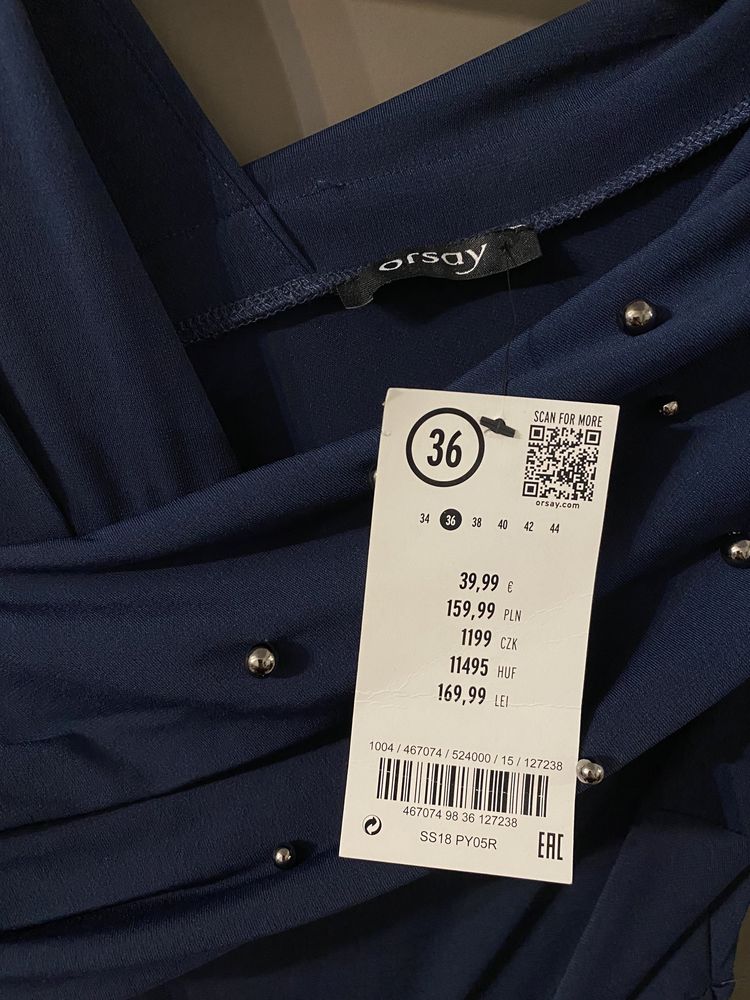 orsay
36
SCAN FOR MORE
orsay.com
34 36 38 40 42 44
39,99 €
159,99 PLN
1199 CZK
11495 HUF
169,99 LEI
1004 / 467074 / 524000 / 15 / 127238
467074 98 36 127238
SS18 PY05R
EAC